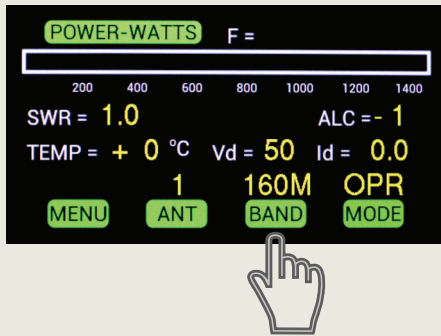 POWER-WATTS F =
200 400 600 800 1000 1200 1400
SWR = 1.0 ALC =- 1
TEMP = + 0 °C Vd = 50 Id = 0.0
1 160M OPR
MENU ANT BAND MODE